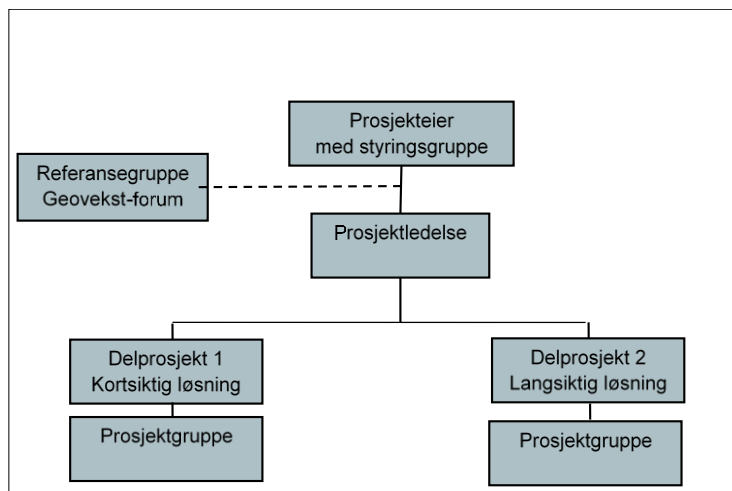 Prosjekteier
med styringsgruppe
Referansegruppe
Geovekst-forum
Prosjektledelse
Delprosjekt 1
Kortsiktig løsning
Prosjektgruppe
Delprosjekt 2
Langsiktig løsning
Prosjektgruppe